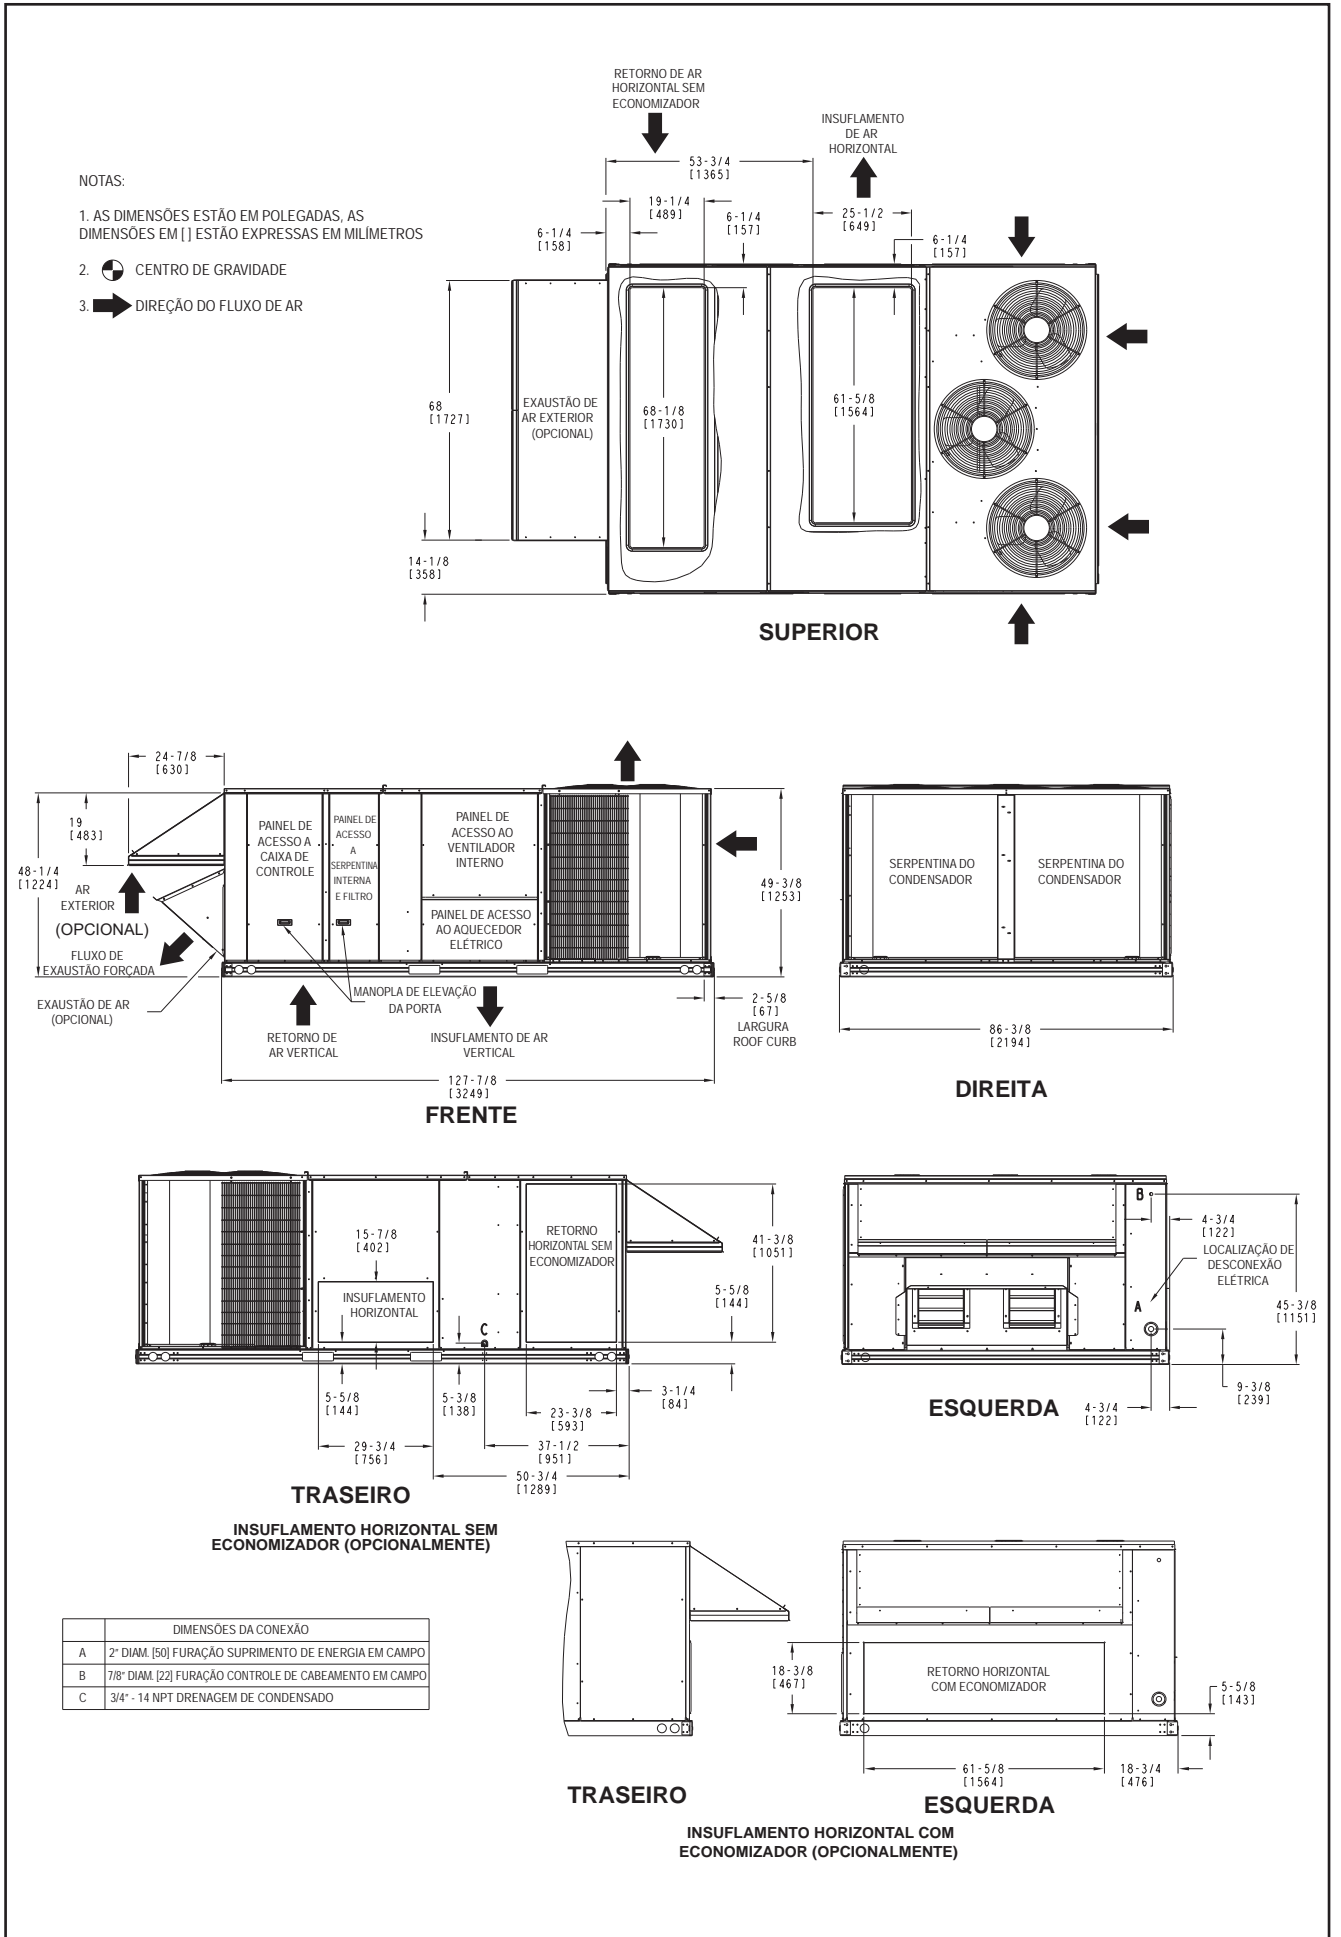 RETORNO DE AR
HORIZONTAL SEM
ECONOMIZADOR
INSUFLAMENTO
DE AR
HORIZONTAL
53-3/4
[1365]
NOTAS:
1. AS DIMENSÕES ESTÃO EM POLEGADAS, AS
DIMENSÕES EM [ ] ESTÃO EXPRESSAS EM MILÍMETROS
2. CENTRO DE GRAVIDADE
3. DIREÇÃO DO FLUXO DE AR
19-1/4
[489]
6-1/4
[157]
25-1/2
[649]
6-1/4
[158]
6-1/4
[157]
68
[1727]
EXAUSTÃO DE
AR EXTERIOR
(OPCIONAL)
68-1/8
[1730]
61-5/8
[1564]
14-1/8
[358]
SUPERIOR
24-7/8
[630]
19
[483]
48-1/4
[1224]
AR
EXTERIOR
(OPCIONAL)
FLUXO DE
EXAUSTÃO FORÇADA
EXAUSTÃO DE AR
(OPCIONAL)
PAINEL DE
ACESSO A
CAIXA DE
CONTROLE
PAINEL DE
ACESSO
A
SERPENTINA
INTERNA
E FILTRO
PAINEL DE
ACESSO AO
VENTILADOR
INTERNO
PAINEL DE ACESSO
AO AQUECEDOR
ELÉTRICO
49-3/8
[1253]
MANOPLA DE ELEVAÇÃO
DA PORTA
2-5/8
[67]
LARGURA
ROOF CURB
RETORNO DE
AR VERTICAL
INSUFLAMENTO DE AR
VERTICAL
127-7/8
[3249]
FRENTE
SERPENTINA DO
CONDENSADOR
SERPENTINA DO
CONDENSADOR
86-3/8
[2194]
DIREITA
15-7/8
[402]
INSUFLAMENTO
HORIZONTAL
RETORNO
HORIZONTAL SEM
ECONOMIZADOR
C
41-3/8
[1051]
5-5/8
[144]
5-5/8
[144]
5-3/8
[138]
3-1/4
[84]
23-3/8
[593]
29-3/4
[756]
37-1/2
[951]
50-3/4
[1289]
TRASEIRO
INSUFLAMENTO HORIZONTAL SEM
ECONOMIZADOR (OPCIONALMENTE)
B
4-3/4
[122]
LOCALIZAÇÃO DE
DESCONEXÃO
ELÉTRICA
A
45-3/8
[1151]
9-3/8
[239]
4-3/4
[122]
ESQUERDA
DIMENSÕES DA CONEXÃO
A 2" DIAM. [50] FURAÇÃO SUPRIMENTO DE ENERGIA EM CAMPO
B 7/8" DIAM. [22] FURAÇÃO CONTROLE DE CABEAMENTO EM CAMPO
C 3/4" - 14 NPT DRENAGEM DE CONDENSADO
18-3/8
[467]
RETORNO HORIZONTAL
COM ECONOMIZADOR
5-5/8
[143]
61-5/8
[1564]
18-3/4
[476]
TRASEIRO
ESQUERDA
INSUFLAMENTO HORIZONTAL COM
ECONOMIZADOR (OPCIONALMENTE)